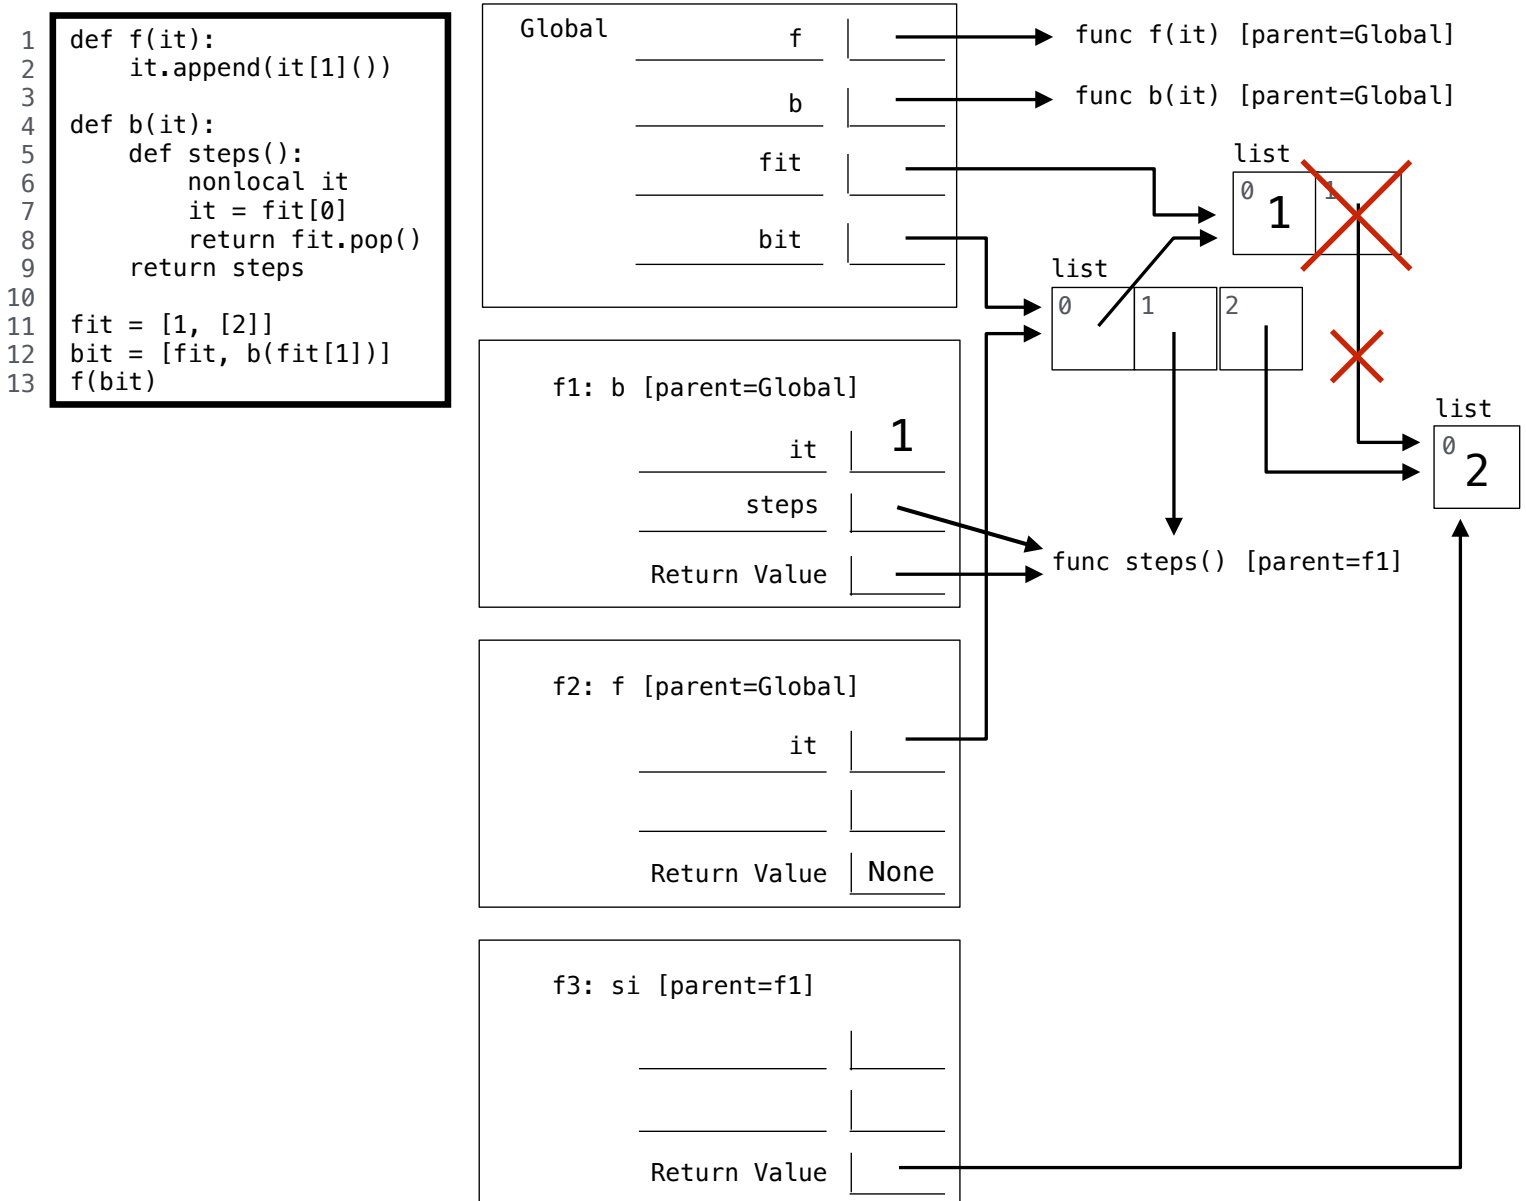 1 def f(it):
2     it.append(it[1]())
3
4 def b(it):
5     def steps():
6         nonlocal it
7         it = fit[0]
8         return fit.pop()
9     return steps
10
11 fit = [1, [2]]
12 bit = [fit, b(fit[1])]
13 f(bit)
Global
f
func f(it) [parent=Global]
b
func b(it) [parent=Global]
fit
list
0 1 1
bit
list
0 1 2
list
0 2
f1: b [parent=Global]
it 1
steps
Return Value
func steps() [parent=f1]
f2: f [parent=Global]
it
Return Value None
f3: si [parent=f1]
Return Value